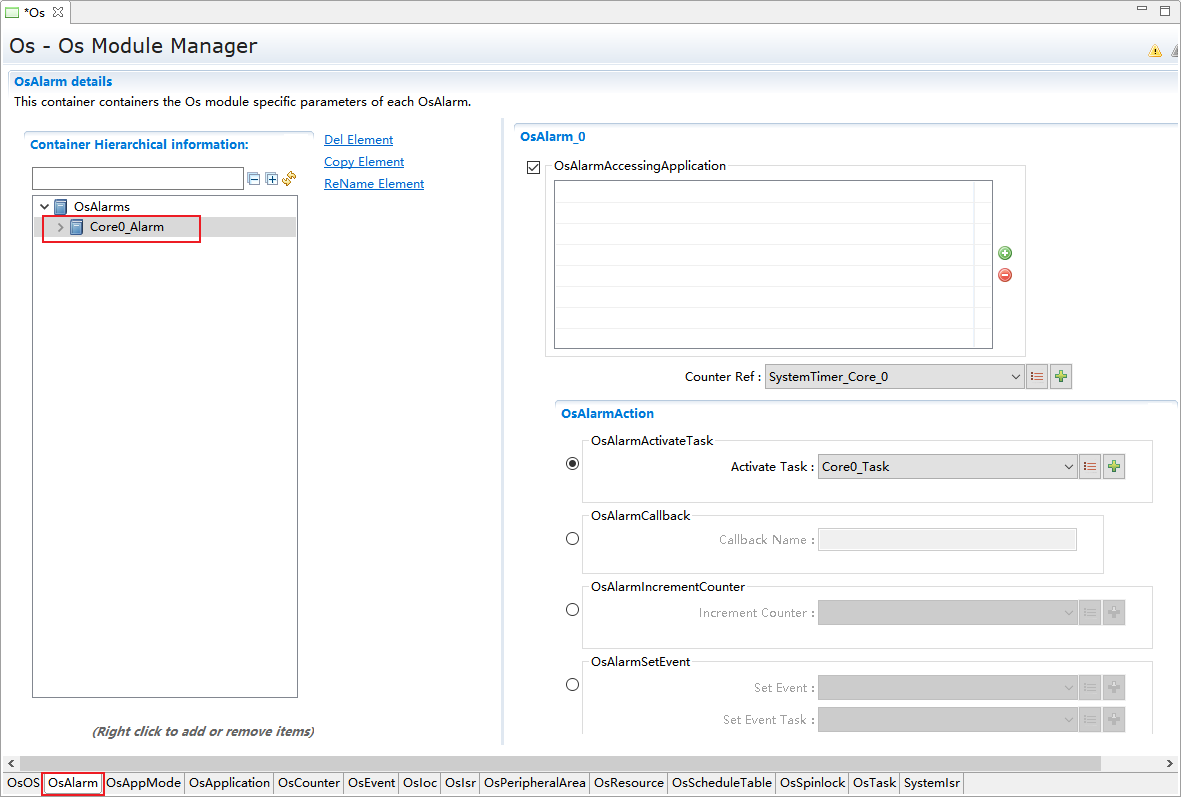 *Os
Os - Os Module Manager
OsAlarm details
This container containers the Os module specific parameters of each OsAlarm.
Container Hierarchical information:
Del Element
Copy Element
ReName Element
OsAlarms
Core0_Alarm
(Right click to add or remove items)
OsAlarm_0
OsAlarmAccessingApplication
Counter Ref : SystemTimer_Core_0
OsAlarmAction
OsAlarmActivateTask
Activate Task : Core0_Task
OsAlarmCallback
Callback Name :
OsAlarmIncrementCounter
Increment Counter :
OsAlarmSetEvent
Set Event :
Set Event Task :
OsOS OsAlarm OsAppMode OsApplication OsCounter OsEvent OsIoc OsIsr OsPeripheralArea OsResource OsScheduleTable OsSpinlock OsTask SystemIsr